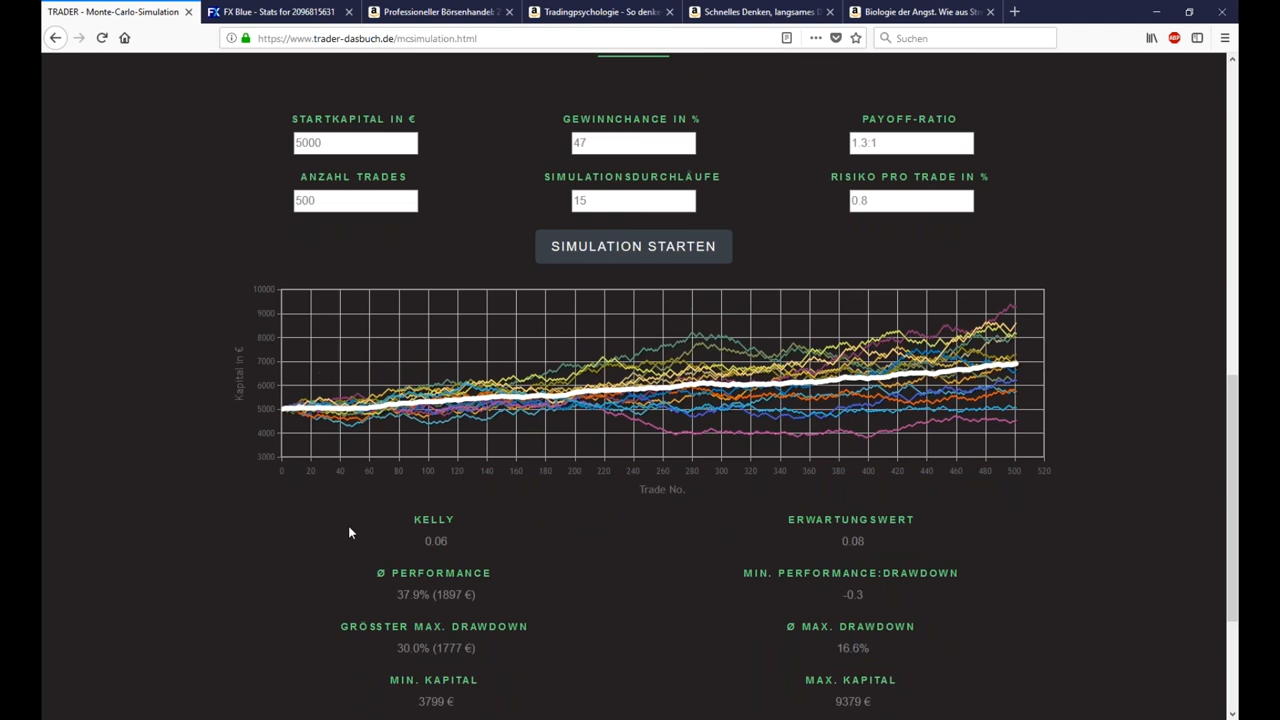 TRADER - Monte-Carlo-Simulation
FX Blue - Stats for 2096815631
Professioneller Börsenhandel: 
Tradingpsychologie - So denke
Schnelles Denken, langsames D
Biologie der Angst. Wie aus Str
https://www.trader-dasbuch.de/mcsimulation.html
Suchen
ABP
STARTKAPITAL IN €
GEWINNCHANCE IN %
PAYOFF-RATIO
5000
47
1.3:1
ANZAHL TRADES
SIMULATIONSDURCHLÄUFE
RISIKO PRO TRADE IN %
500
15
0.8
SIMULATION STARTEN
10000
9000
8000
7000
6000
5000
4000
3000
Kapital in €
0 20 40 60 80 100 120 140 160 180 200 220 240 260 280 300 320 340 360 380 400 420 440 460 480 500 520
Trade No.
KELLY
ERWARTUNGSWERT
0.06
0.08
Ø PERFORMANCE
MIN. PERFORMANCE:DRAWDOWN
37.9% (1897 €)
-0.3
GRÖSSTER MAX. DRAWDOWN
Ø MAX. DRAWDOWN
30.0% (1777 €)
16.6%
MIN. KAPITAL
MAX. KAPITAL
3799 €
9379 €